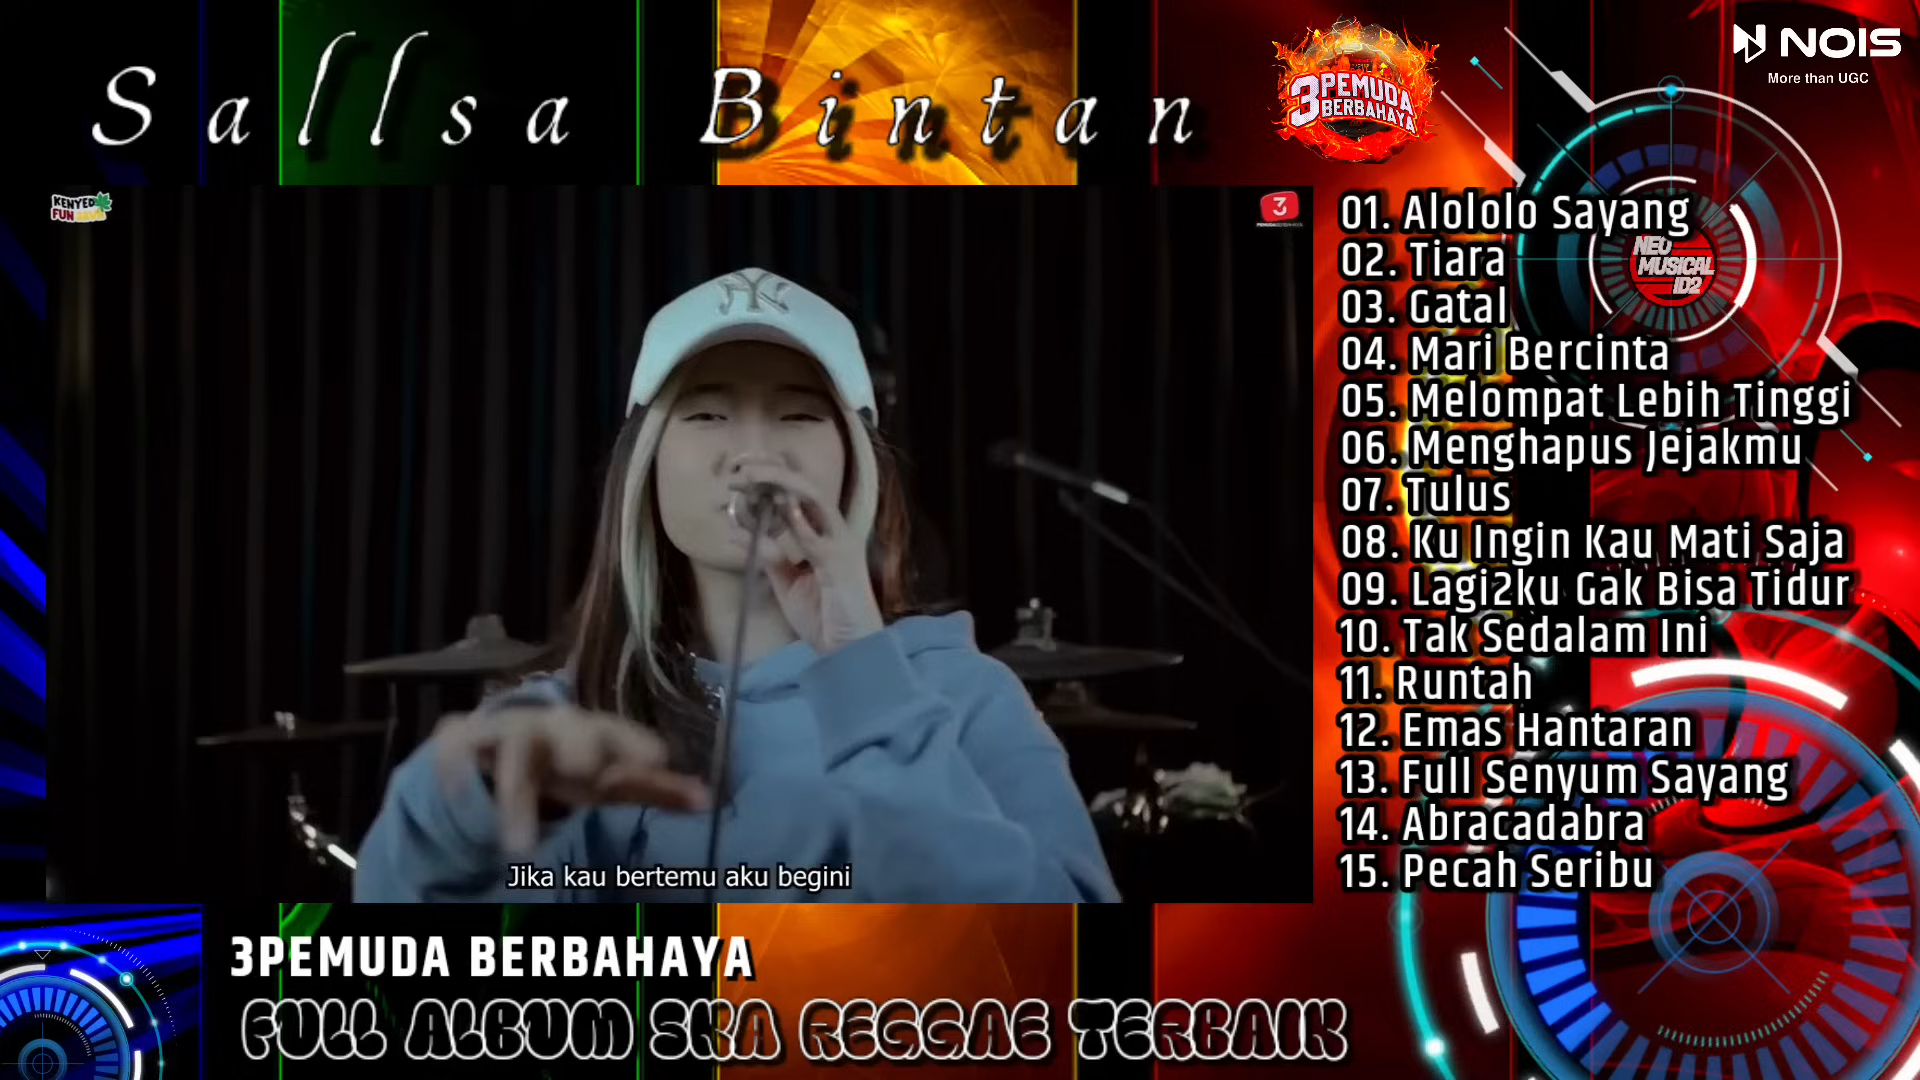 Sallsa Bintan
3PEMUDA
BERBAHAYA
NOIS
More than UGC
KENYED
FUN
3
01. Alololo Sayang
02. Tiara
03. Gatal
04. Mari Bercinta
05. Melompat Lebih Tinggi
06. Menghapus Jejakmu
07. Tulus
08. Ku Ingin Kau Mati Saja
09. Lagi2ku Gak Bisa Tidur
10. Tak Sedalam Ini
11. Runtah
12. Emas Hantaran
13. Full Senyum Sayang
14. Abracadabra
15. Pecah Seribu
NEO
MUSICAL
ID2
NY
Jika kau bertemu aku begini
3PEMUDA BERBAHAYA
FULL ALBUM SKA REGGAE TERBAIK